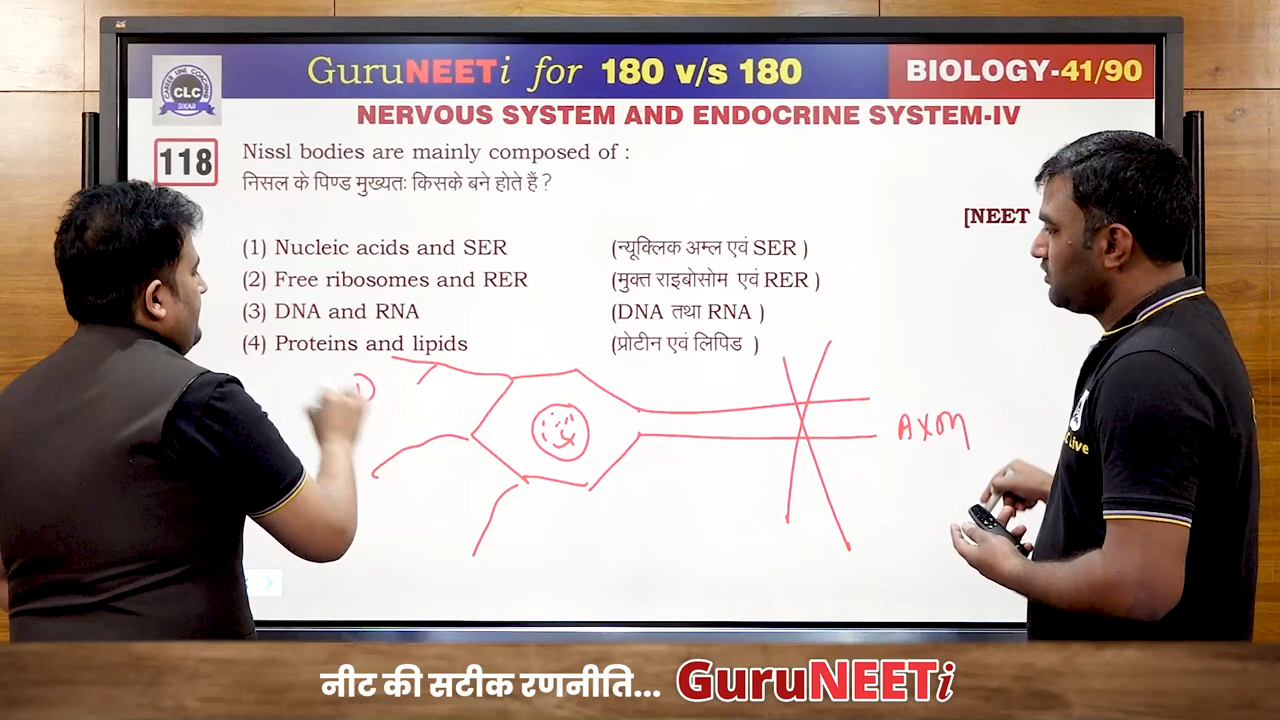 GuruNEETi for 180 v/s 180
BIOLOGY-41/90
CLC
SIKAR
NERVOUS SYSTEM AND ENDOCRINE SYSTEM-IV
118
Nissl bodies are mainly composed of :
निसल के पिण्ड मुख्यतः किसके बने होते हैं ?
[NEET
(1) Nucleic acids and SER (न्यूक्लिक अम्ल एवं SER )
(2) Free ribosomes and RER (मुक्त राइबोसोम एवं RER )
(3) DNA and RNA (DNA तथा RNA )
(4) Proteins and lipids (प्रोटीन एवं लिपिड )
D
AXON
Live
नीट की सटीक रणनीति... GuruNEETi